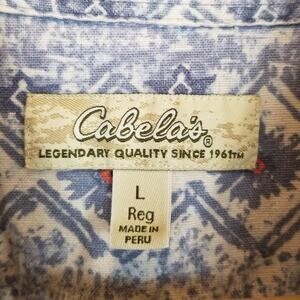 Cabela's®
LEGENDARY QUALITY SINCE 1961™
L
Reg
MADE IN
PERU